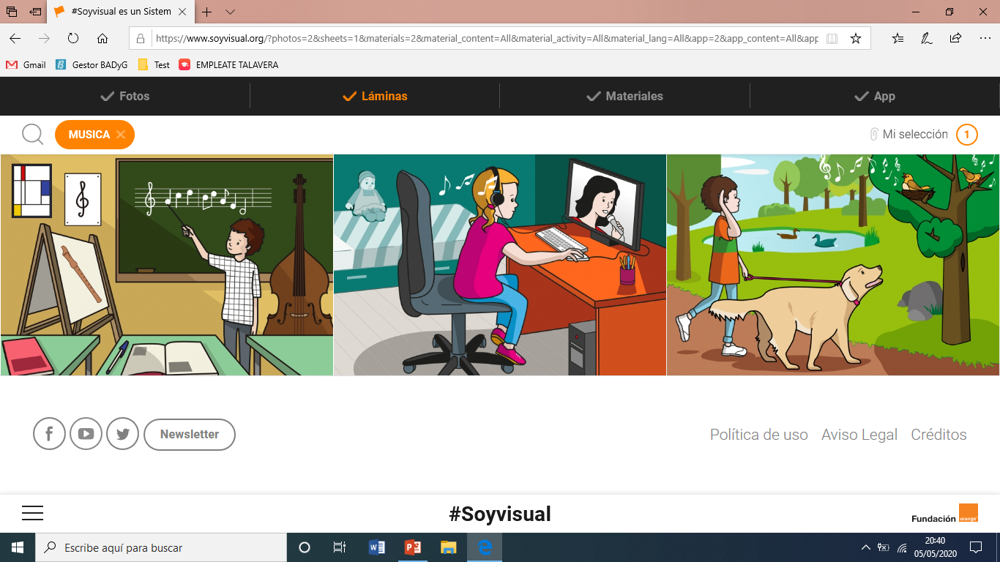 #Soyvisual es un Sistem
https://www.soyvisual.org/?photos=2&sheets=1&materials=2&material_content=All&material_activity=All&material_lang=All&app=2&app_content=All&app
Gmail Gestor BADyG Test EMPLEATE TALAVERA
Fotos Láminas Materiales App
MUSICA Mi selección 1
Newsletter Política de uso Aviso Legal Créditos
#Soyvisual
Fundación orange
Escribe aquí para buscar
20:40
05/05/2020